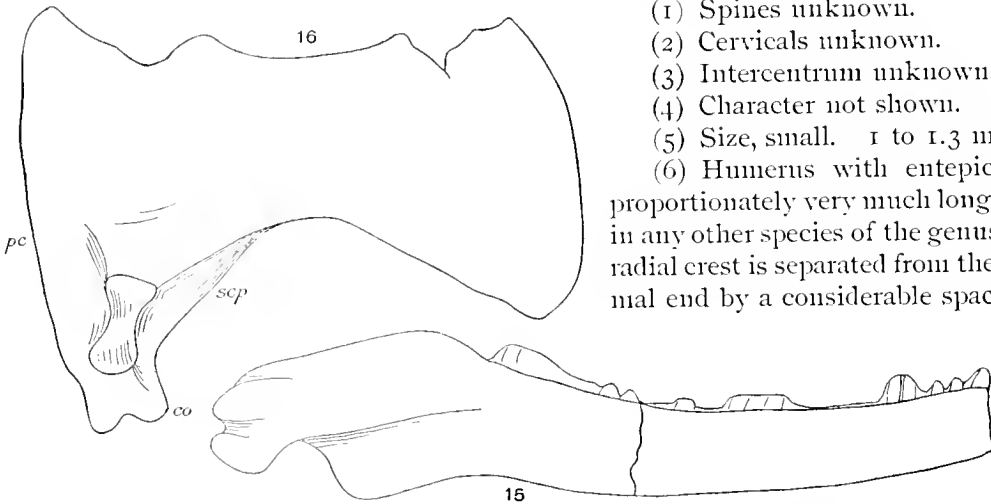 16
(1) Spines unknown.
(2) Cervicals unknown.
(3) Intercentrum unknown
(4) Character not shown.
(5) Size, small. 1 to 1.3 m
(6) Humerus with entepic
proportionately very much long
in any other species of the genus
radial crest is separated from the
mal end by a considerable spac
pc
scp
co
15